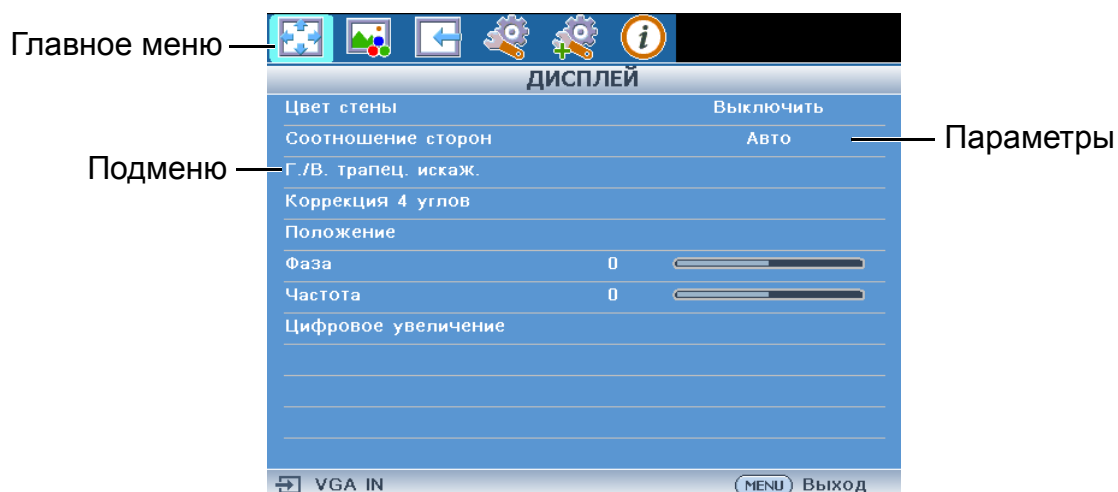 Главное меню
ДИСПЛЕЙ
Цвет стены Выключить
Соотношение сторон Авто
Параметры
Подменю
Г./В. трапец. искаж.
Коррекция 4 углов
Положение
Фаза 0
Частота 0
Цифровое увеличение
VGA IN MENU Выход